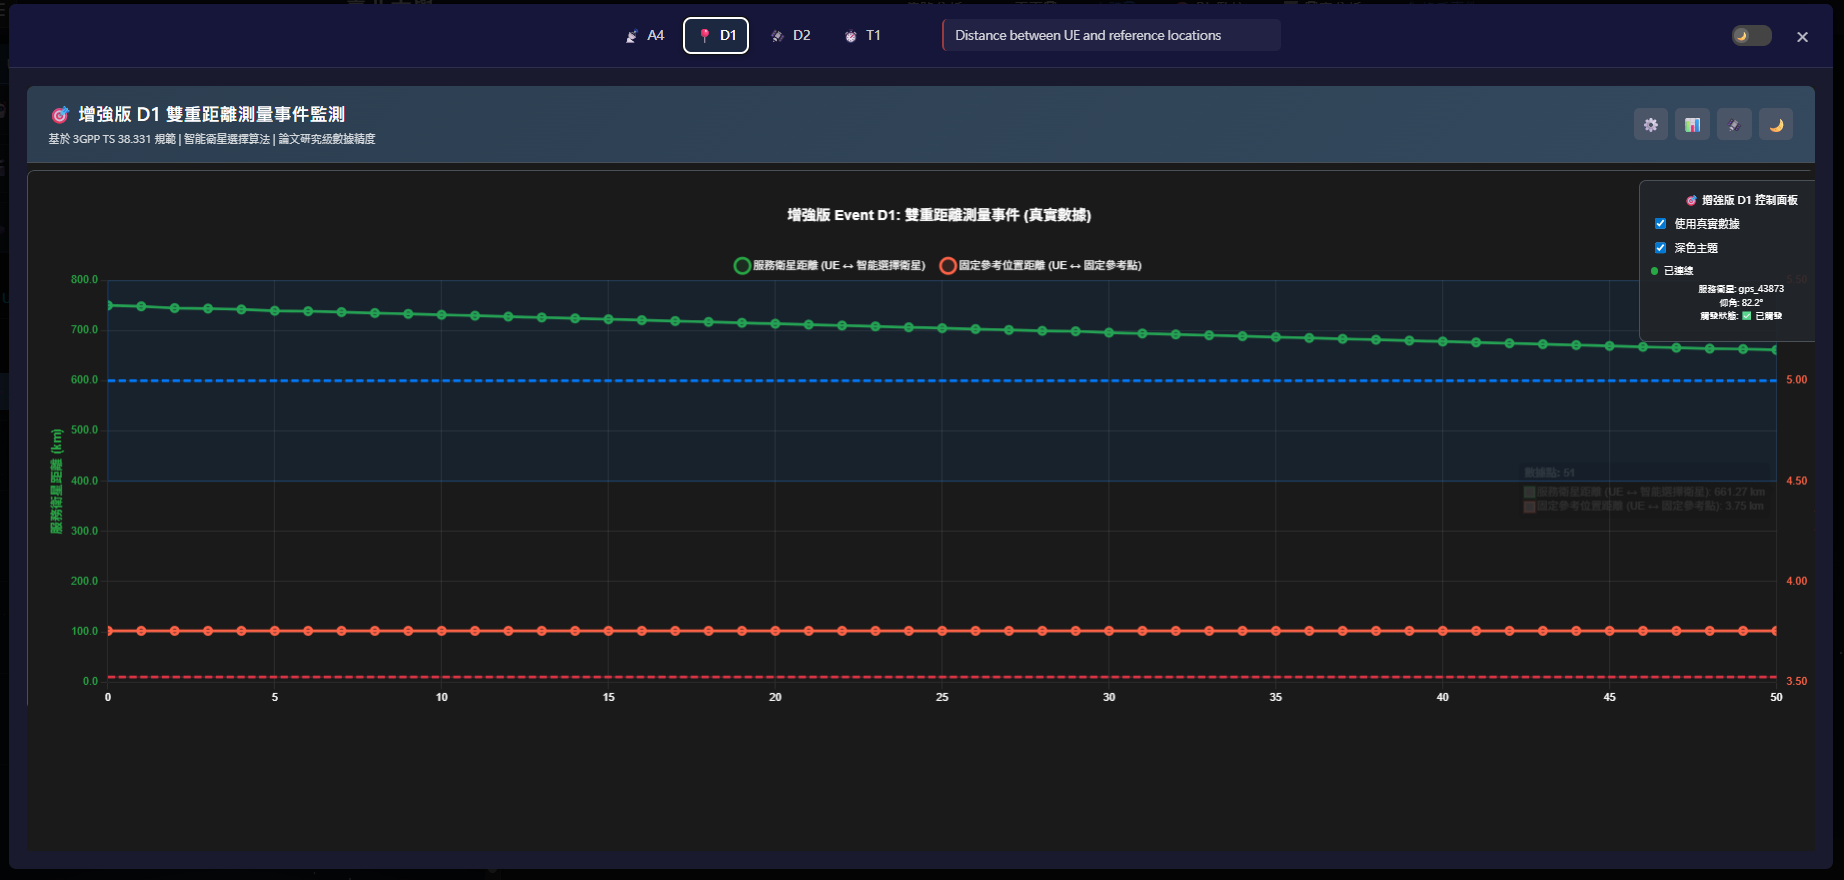 A4
D1
D2
T1
Distance between UE and reference locations
增強版 D1 雙重距離測量事件監測
基於 3GPP TS 38.331 規範 | 智能衛星選擇算法 | 論文研究級數據精度
增強版 Event D1: 雙重距離測量事件 (真實數據)
服務衛星距離 (UE ↔ 智能選擇衛星)
固定參考位置距離 (UE ↔ 固定參考點)
增強版 D1 控制面板
使用真實數據
深色主題
已連線
服務衛星: gps_43873
仰角: 82.2°
觸發狀態: ✅ 已觸發
服務衛星距離 (km)
800.0
700.0
600.0
500.0
400.0
300.0
200.0
100.0
0.0
5.50
5.00
4.50
4.00
3.50
數據點: 51
服務衛星距離 (UE ↔ 智能選擇衛星): 661.27 km
固定參考位置距離 (UE ↔ 固定參考點): 3.75 km
0 5 10 15 20 25 30 35 40 45 50